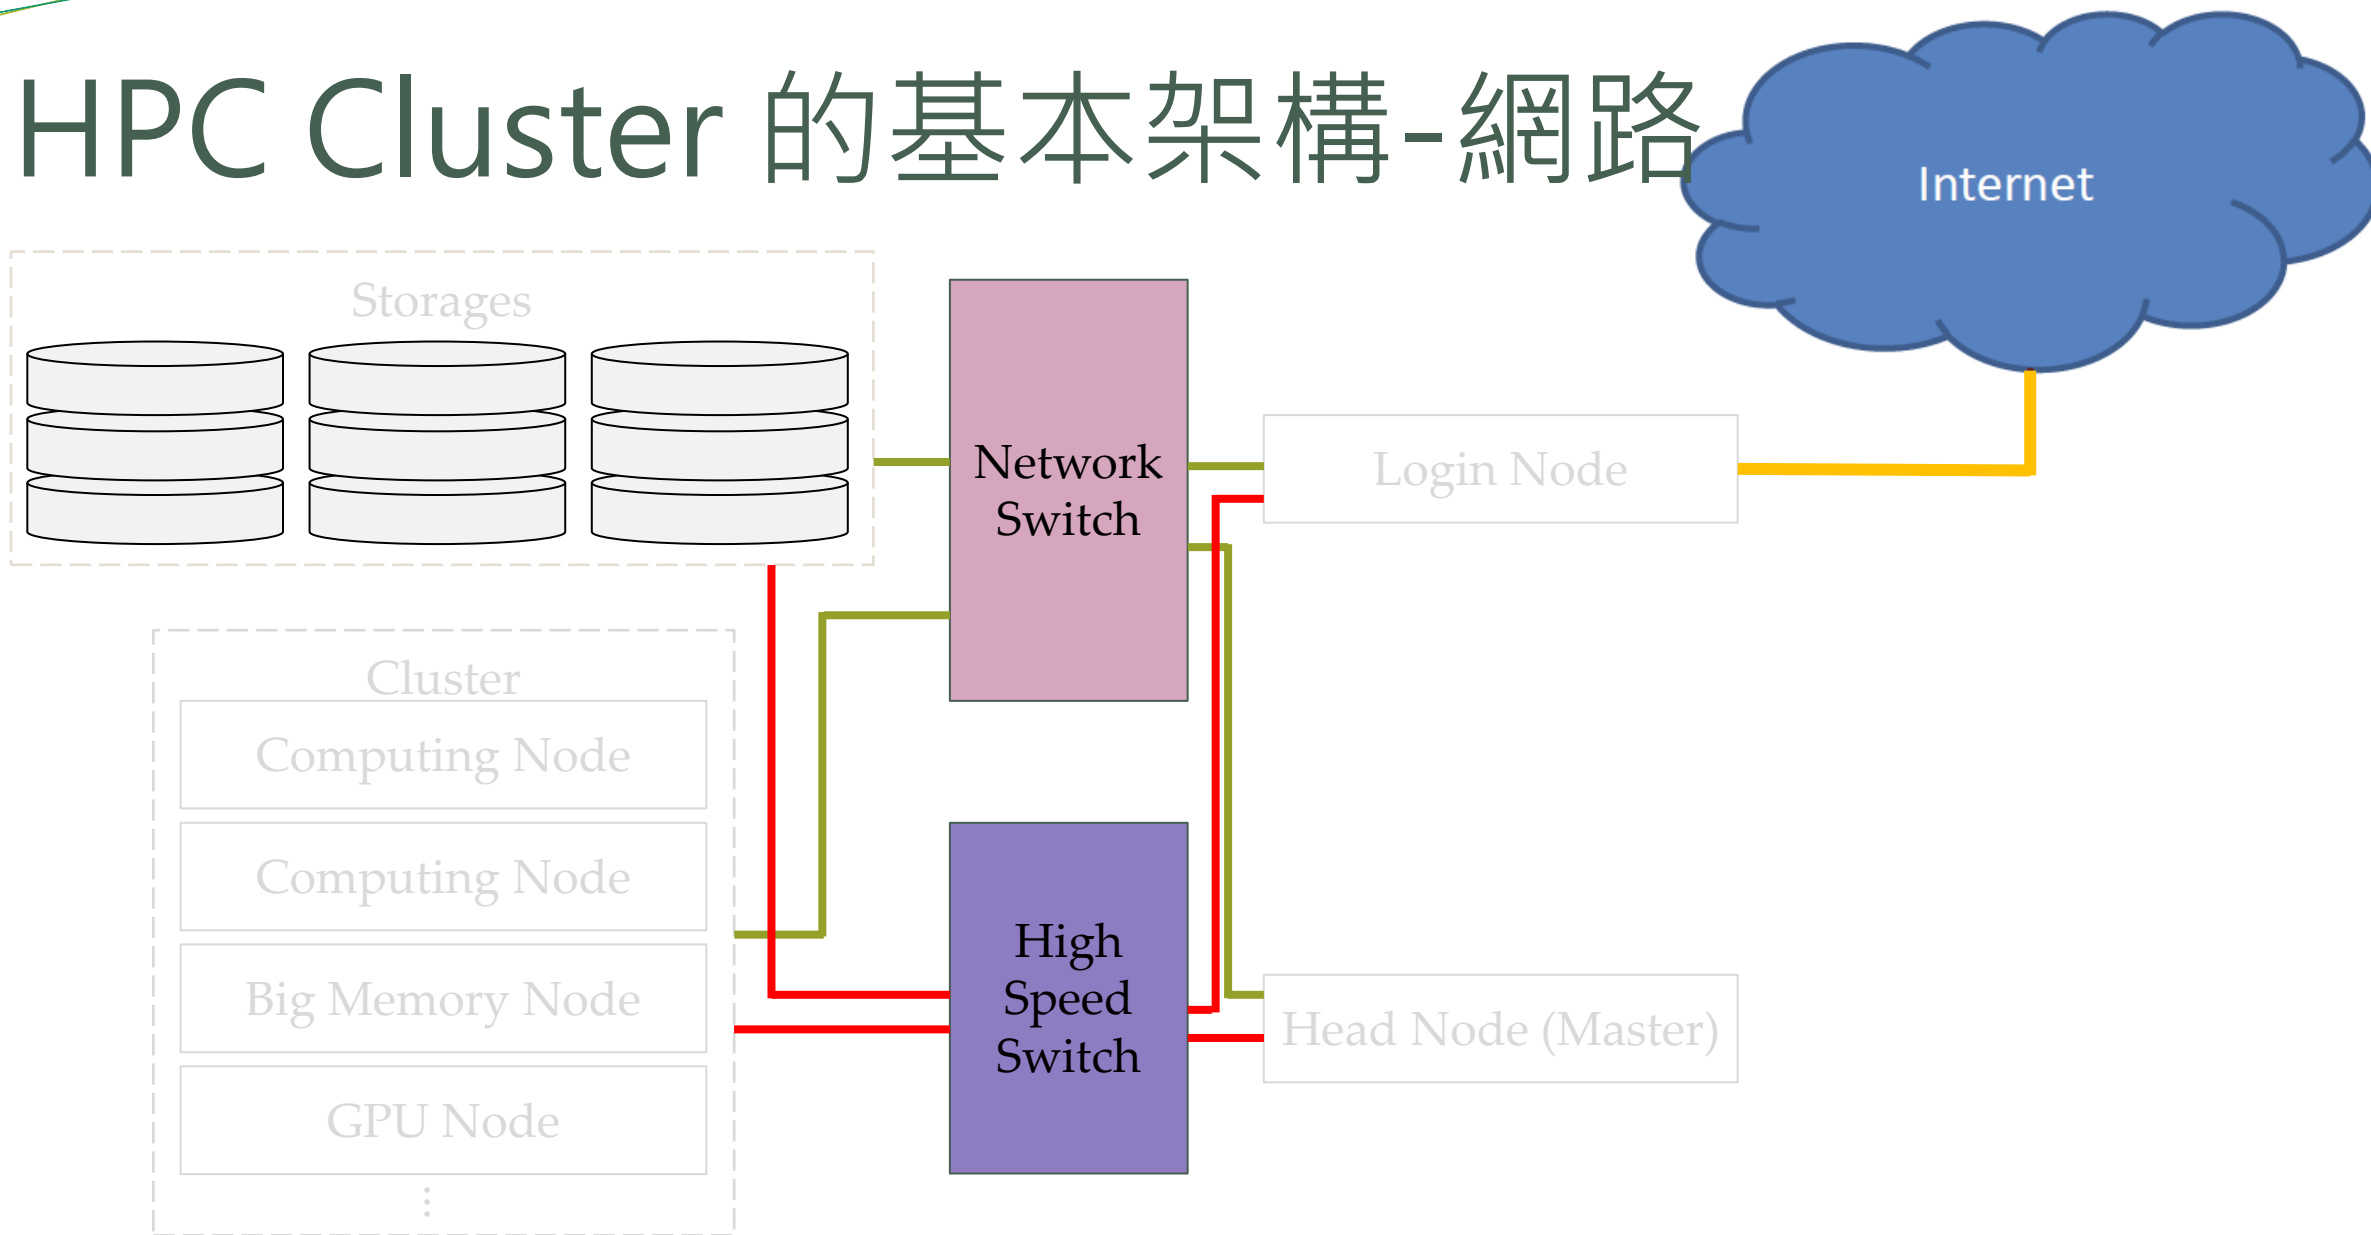 HPC Cluster 的基本架構-網路
Internet
Storages
Network
Switch
Login Node
Cluster
Computing Node
Computing Node
Big Memory Node
GPU Node
⋮
High
Speed
Switch
Head Node (Master)